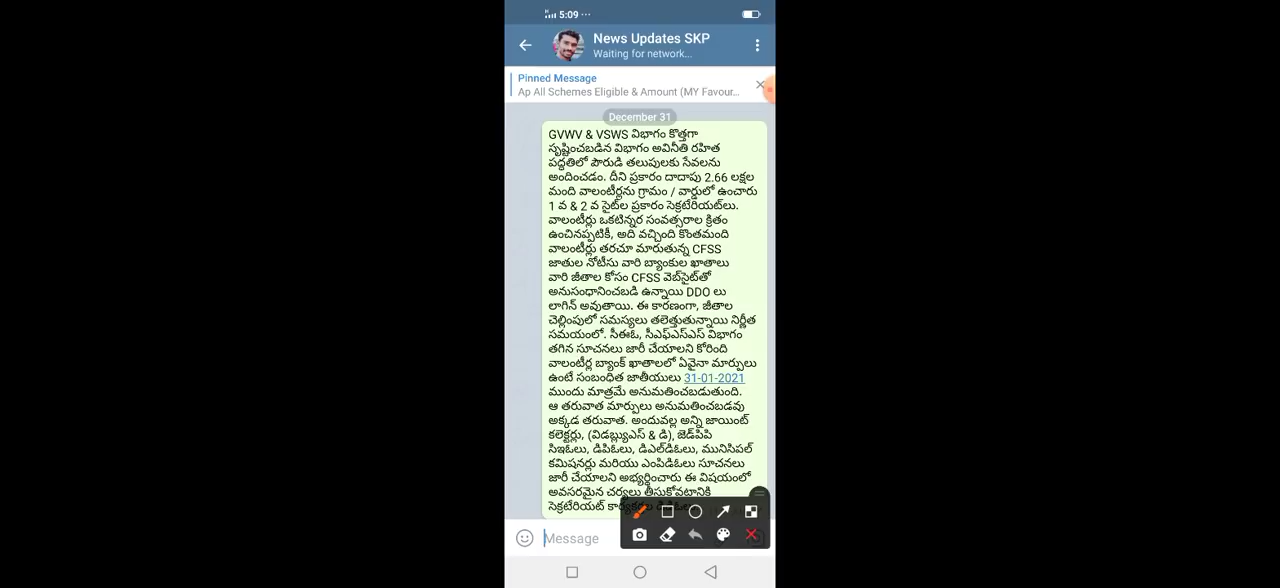 5:09 ...
News Updates SKP
Waiting for network...
Pinned Message
Ap All Schemes Eligible & Amount (MY Favour...
December 31
GVWV & VSWS విభాగం కొత్తగా
సృష్టించబడిన విభాగం అవినీతి రహిత
పద్ధతిలో పౌరుడి తలుపులకు సేవలను
అందించడం. దీని ప్రకారం దాదాపు 2.66 లక్షల
మంది వాలంటీర్లను గ్రామం / వార్డులో ఉంచారు
1 వ & 2 వ సైట్‌ల ప్రకారం సెక్రటేరియట్‌లు.
వాలంటీర్లు ఒకటిన్నర సంవత్సరాల క్రితం
ఉంచినప్పటికీ, అది వచ్చింది కొంతమంది
వాలంటీర్లు తరచూ మారుతున్న CFSS
జాతుల నోటీసు వారి బ్యాంకుల ఖాతాలు
వారి జీతాల కోసం CFSS వెబ్‌సైట్‌తో
అనుసంధానించబడి ఉన్నాయి DDO లు
లాగిన్ అవుతాయి. ఈ కారణంగా, జీతాల
చెల్లింపులో సమస్యలు తలెత్తుతున్నాయి నిర్ణీత
సమయంలో. సీఈఓ, సీఎఫ్ఎస్ఎస్ విభాగం
తగిన సూచనలు జారీ చేయాలని కోరింది
వాలంటీర్ల బ్యాంక్ ఖాతాలలో ఏవైనా మార్పులు
ఉంటే సంబంధిత జాతీయులు 31-01-2021
ముందు మాత్రమే అనుమతించబడుతుంది.
ఆ తరువాత మార్పులు అనుమతించబడవు
అక్కడ తరువాత. అందువల్ల అన్ని జాయింట్
కలెక్టర్లు, (విడబ్ల్యుఎస్ & డి), జెడ్‌పిపి
సిఇఓలు, డిపిఓలు, డిఎల్‌డిఓలు, మునిసిపల్
కమిషనర్లు మరియు ఎంపిడిఓలు సూచనలు
జారీ చేయాలని అభ్యర్థించారు ఈ విషయంలో
అవసరమైన చర్యలు తీసుకోవటానికి
సెక్రటేరియట్
Message